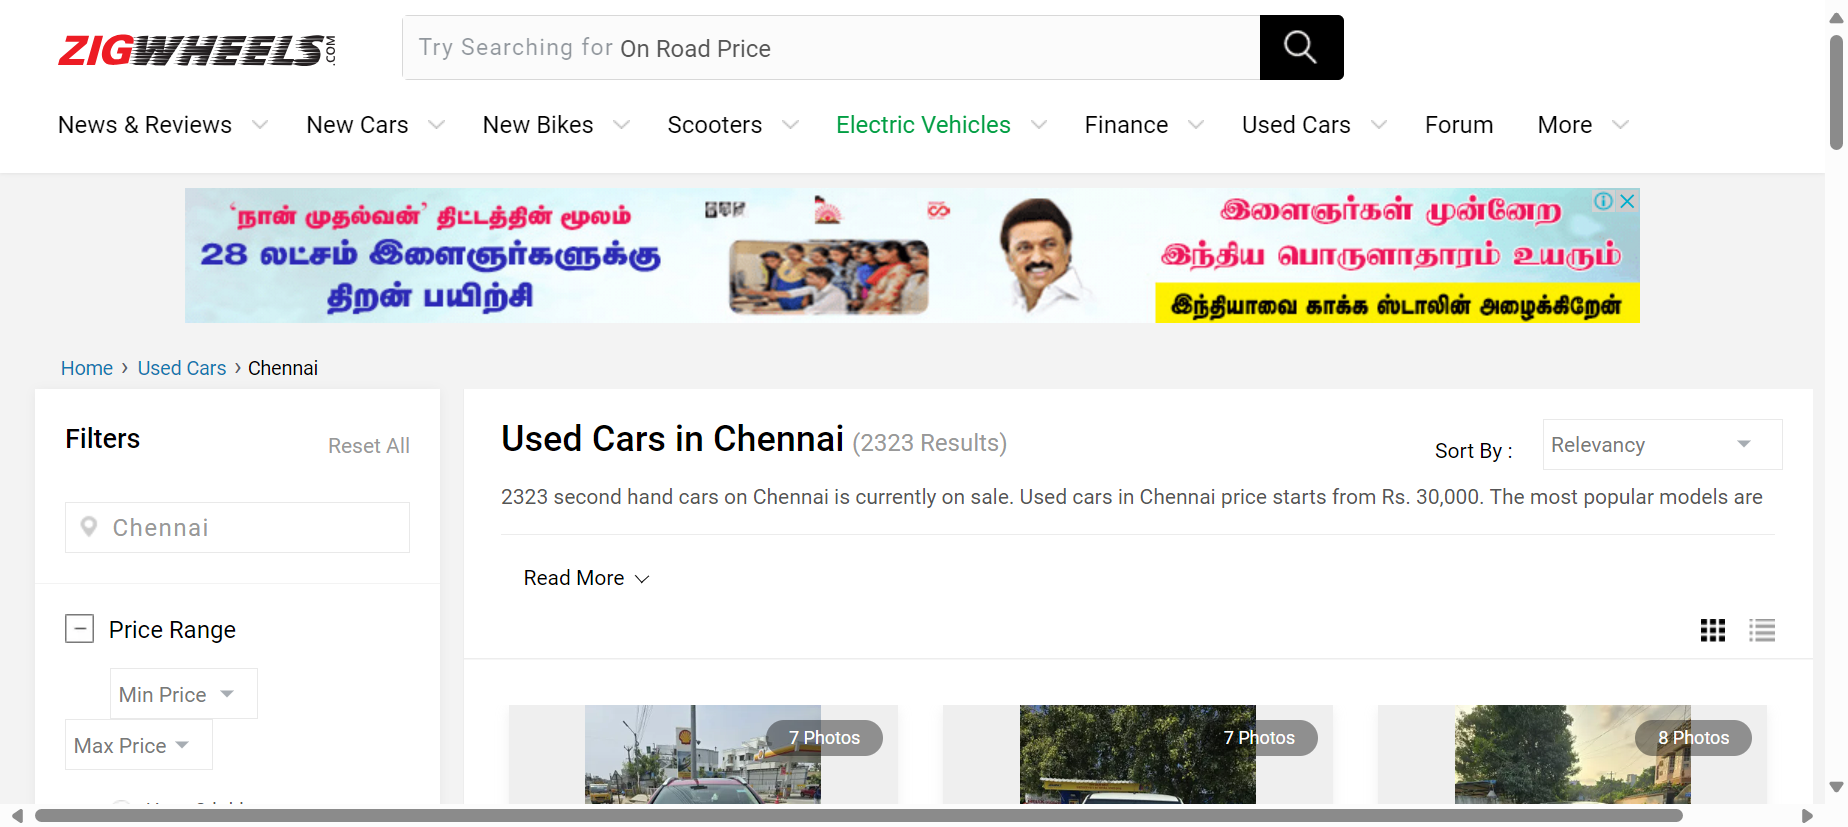 ZIGWHEELS.COM
Try Searching for On Road Price
News & Reviews New Cars New Bikes Scooters Electric Vehicles Finance Used Cars Forum More
'நான் முதல்வன்' திட்டத்தின் மூலம்
28 லட்சம் இளைஞர்களுக்கு
திறன் பயிற்சி
இளைஞர்கள் முன்னேற
இந்திய பொருளாதாரம் உயரும்
இந்தியாவை காக்க ஸ்டாலின் அழைக்கிறேன்
Home › Used Cars › Chennai
Filters
Reset All
Chennai
Price Range
Min Price
Max Price
Used Cars in Chennai (2323 Results)
Sort By : Relevancy
2323 second hand cars on Chennai is currently on sale. Used cars in Chennai price starts from Rs. 30,000. The most popular models are
Read More
7 Photos
7 Photos
8 Photos